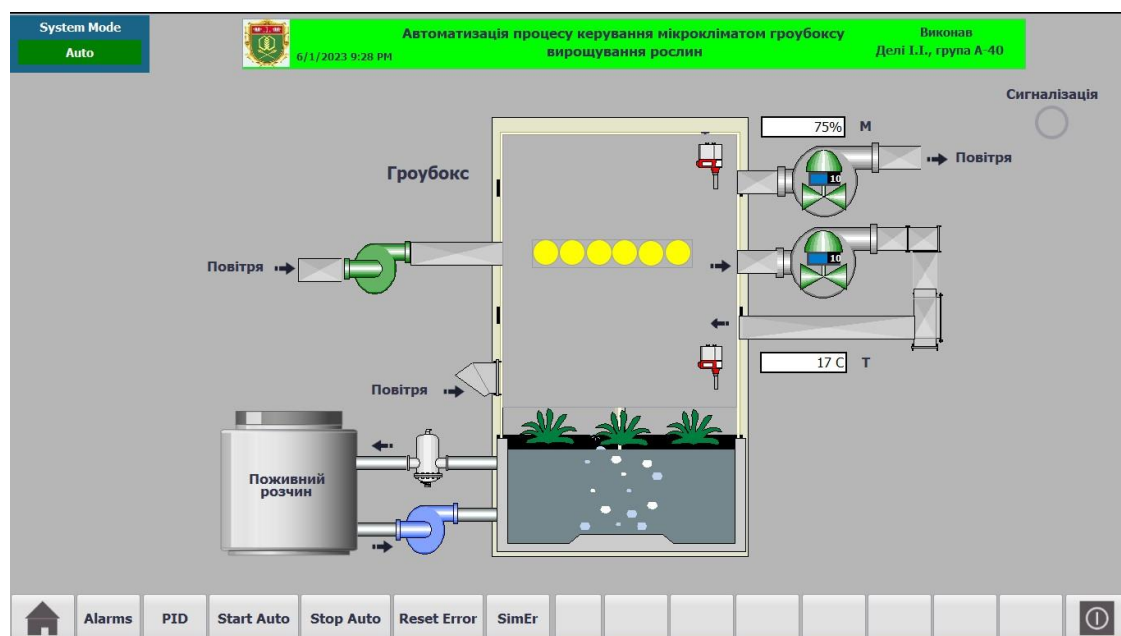 System Mode
Auto
6/1/2023 9:28 PM
Автоматизація процесу керування мікрокліматом гроубоксу
вирощування рослин
Виконав
Делі І.І., група А-40
Сигналізація
75% М
Повітря
Гроубокс
10
Повітря
10
17 C Т
Повітря
Поживний
розчин
Alarms PID Start Auto Stop Auto Reset Error SimEr